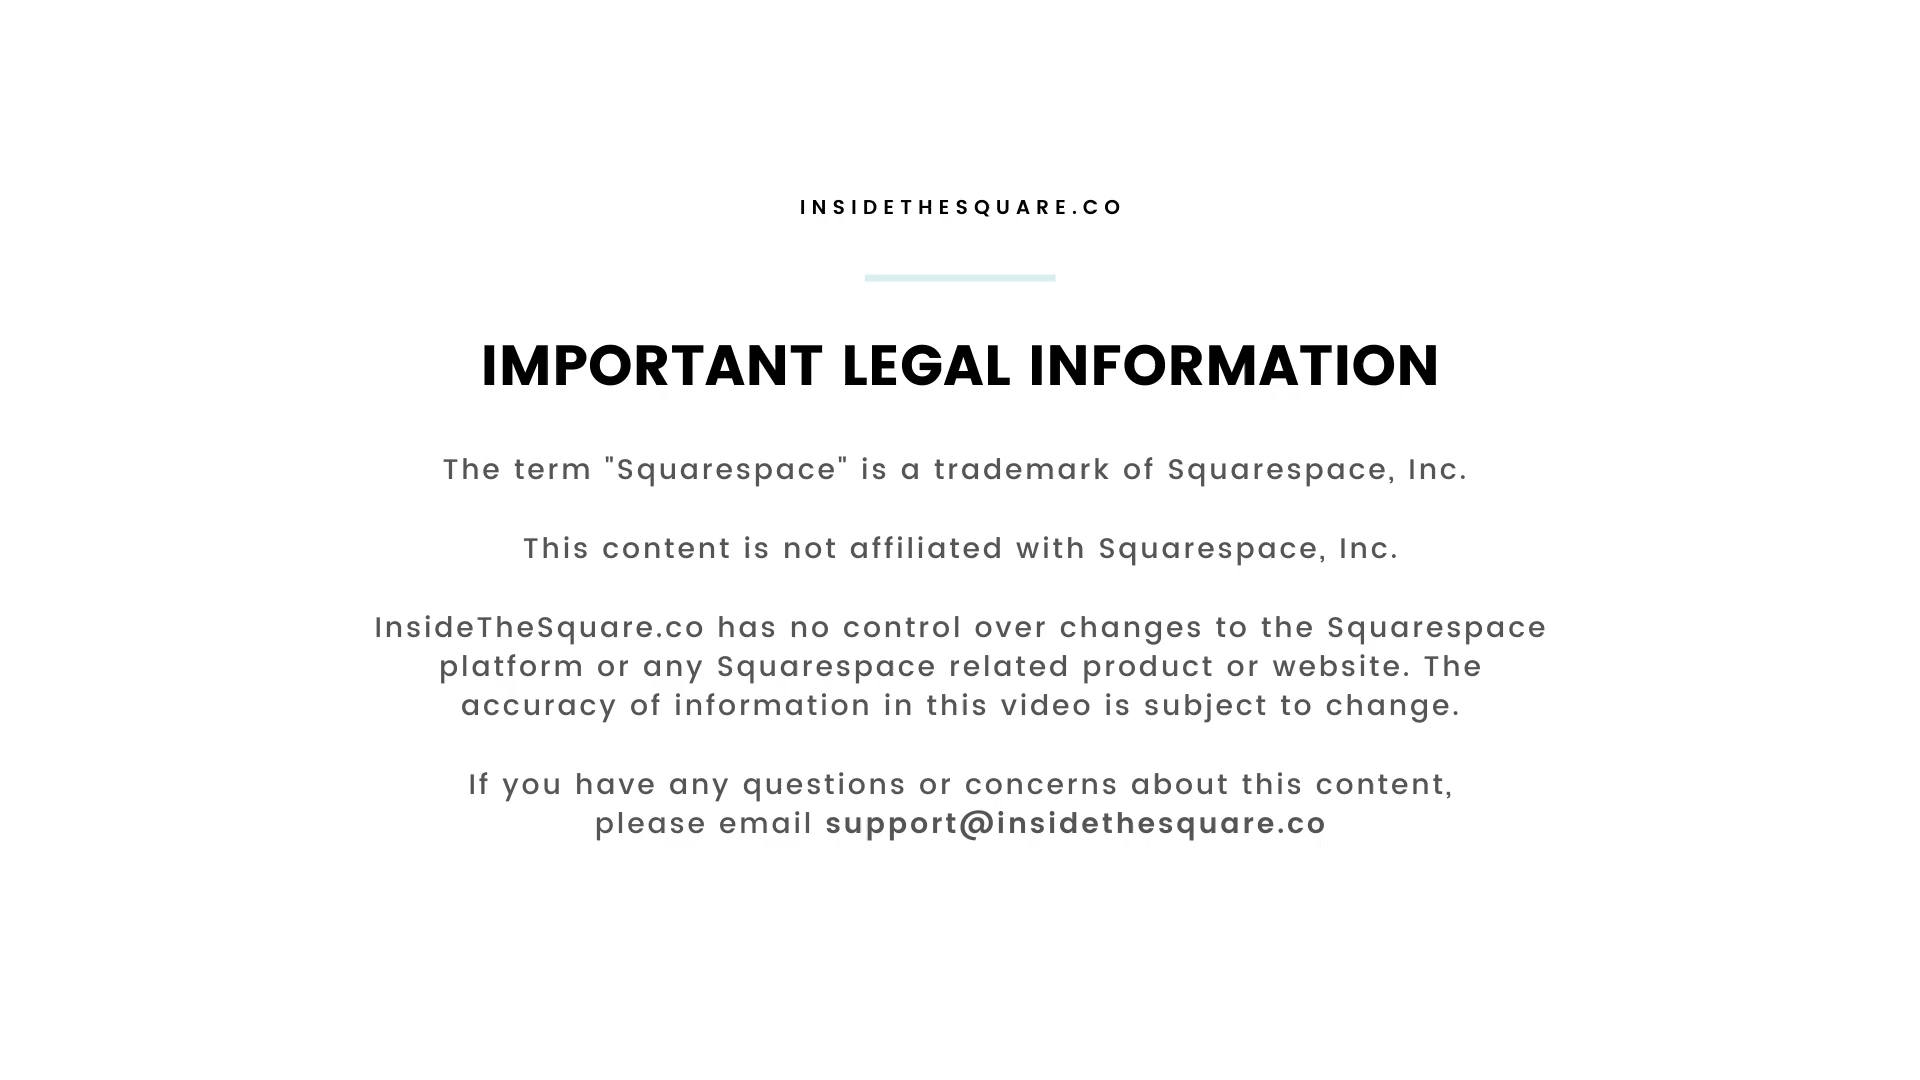 INSIDETHESQUARE.CO
IMPORTANT LEGAL INFORMATION
The term "Squarespace" is a trademark of Squarespace, Inc.
This content is not affiliated with Squarespace, Inc.
InsideTheSquare.co has no control over changes to the Squarespace
platform or any Squarespace related product or website. The
accuracy of information in this video is subject to change.
If you have any questions or concerns about this content,
please email support@insidethesquare.co